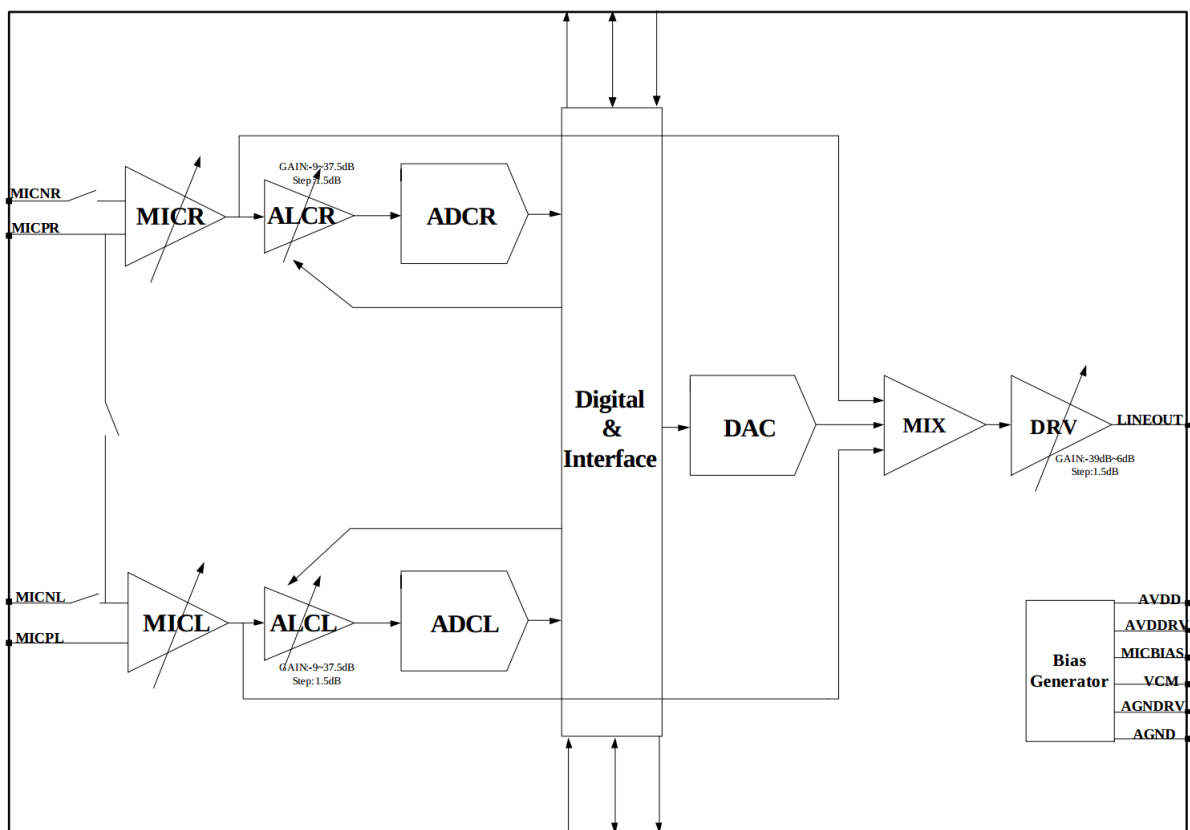 GAIN:-9~37.5dB
Step:1.5dB
MICNR
MICPR
MICR
ALCR
ADCR
Digital
&
Interface
DAC
MIX
DRV
LINEOUT
GAIN:-39dB~6dB
Step:1.5dB
MICNL
MICPL
MICL
ALCL
ADCL
GAIN:-9~37.5dB
Step:1.5dB
Bias
Generator
AVDD
AVDDRV
MICBIAS
VCM
AGNDRV
AGND